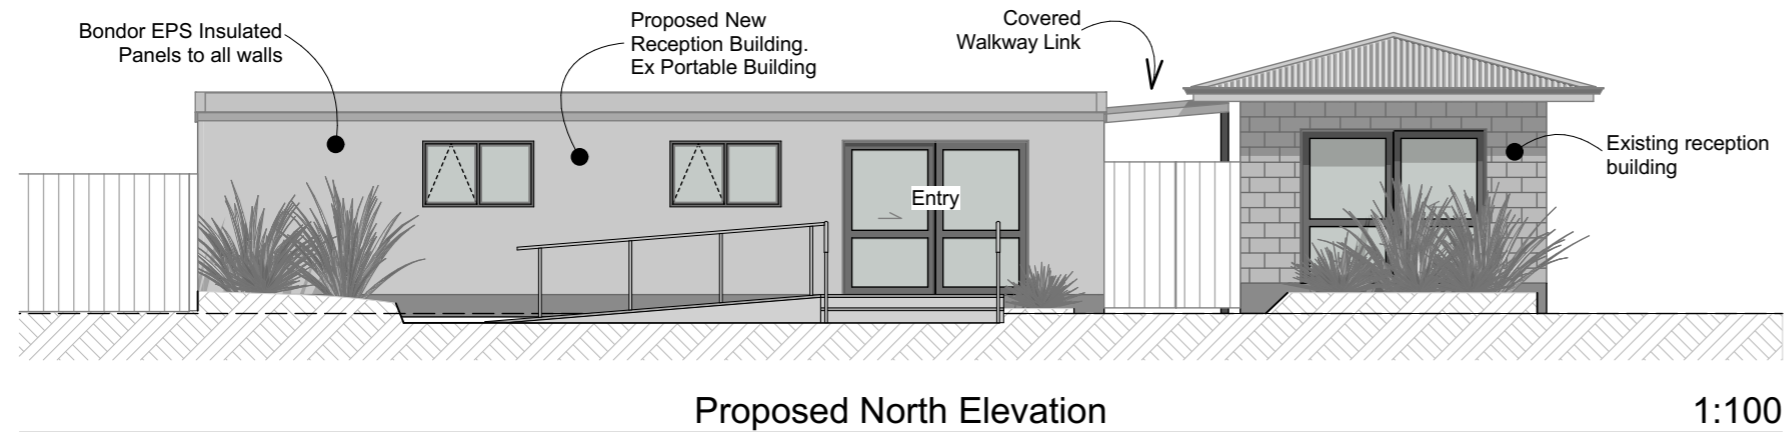 Bondor EPS Insulated
Panels to all walls
Proposed New
Reception Building.
Ex Portable Building
Covered
Walkway Link
Existing reception
building
Entry
Proposed North Elevation
1:100